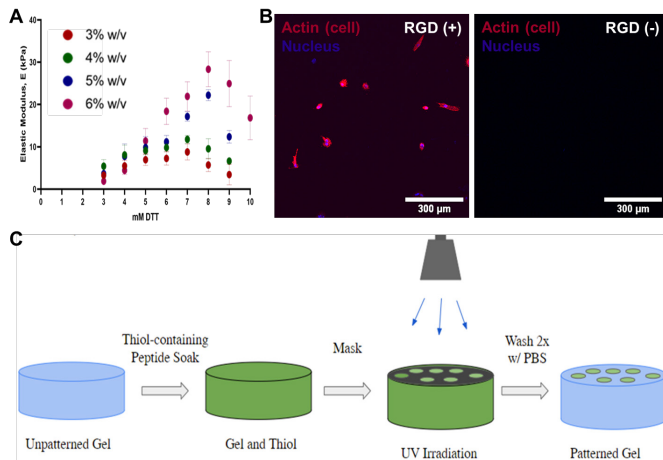 A
3% w/v
4% w/v
5% w/v
6% w/v
Elastic Modulus, E (kPa)
40
30
20
10
0
0 1 2 3 4 5 6 7 8 9 10
mM DTT
B
Actin (cell) RGD (+)
Nucleus
300 µm
Actin (cell) RGD (-)
Nucleus
300 µm
C
Thiol-containing
Peptide Soak
Mask
Wash 2x
w/ PBS
Unpatterned Gel
Gel and Thiol
UV Irradiation
Patterned Gel